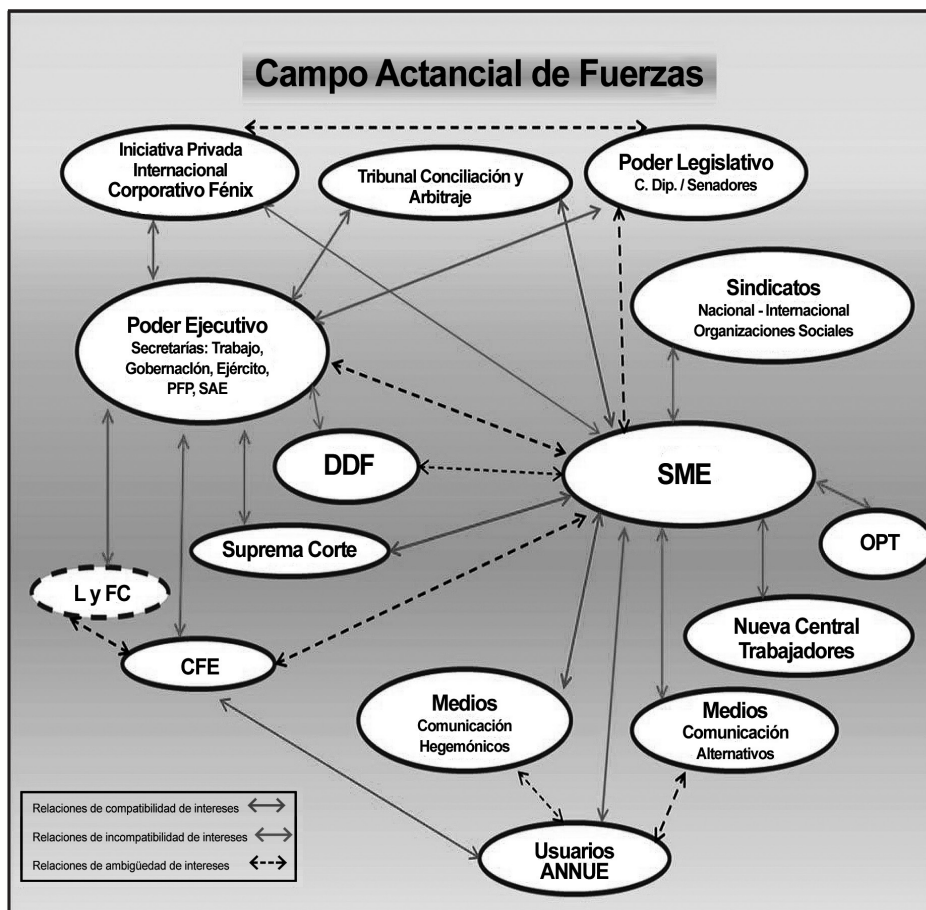 Campo Actancial de Fuerzas
Iniciativa Privada
Internacional
Corporativo Fénix
Tribunal Conciliación y
Arbitraje
Poder Legislativo
C. Dip. / Senadores
Sindicatos
Nacional - Internacional
Organizaciones Sociales
Poder Ejecutivo
Secretarías: Trabajo,
Gobernación, Ejército,
PFP, SAE
DDF
SME
Suprema Corte
OPT
L y FC
Nueva Central
Trabajadores
CFE
Medios
Comunicación
Hegemónicos
Medios
Comunicación
Alternativos
Usuarios
ANNUE
Relaciones de compatibilidad de intereses
Relaciones de incompatibilidad de intereses
Relaciones de ambigüedad de intereses